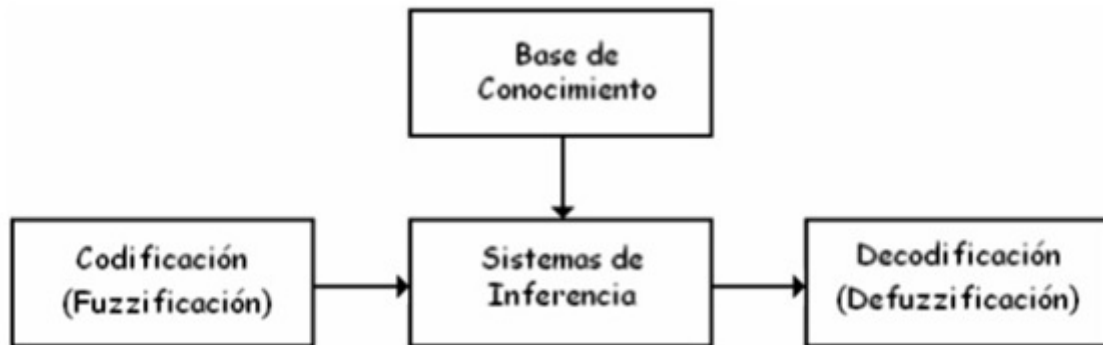 Base de
Conocimiento
Codificación
(Fuzzificación)
Sistemas de
Inferencia
Decodificación
(Defuzzificación)